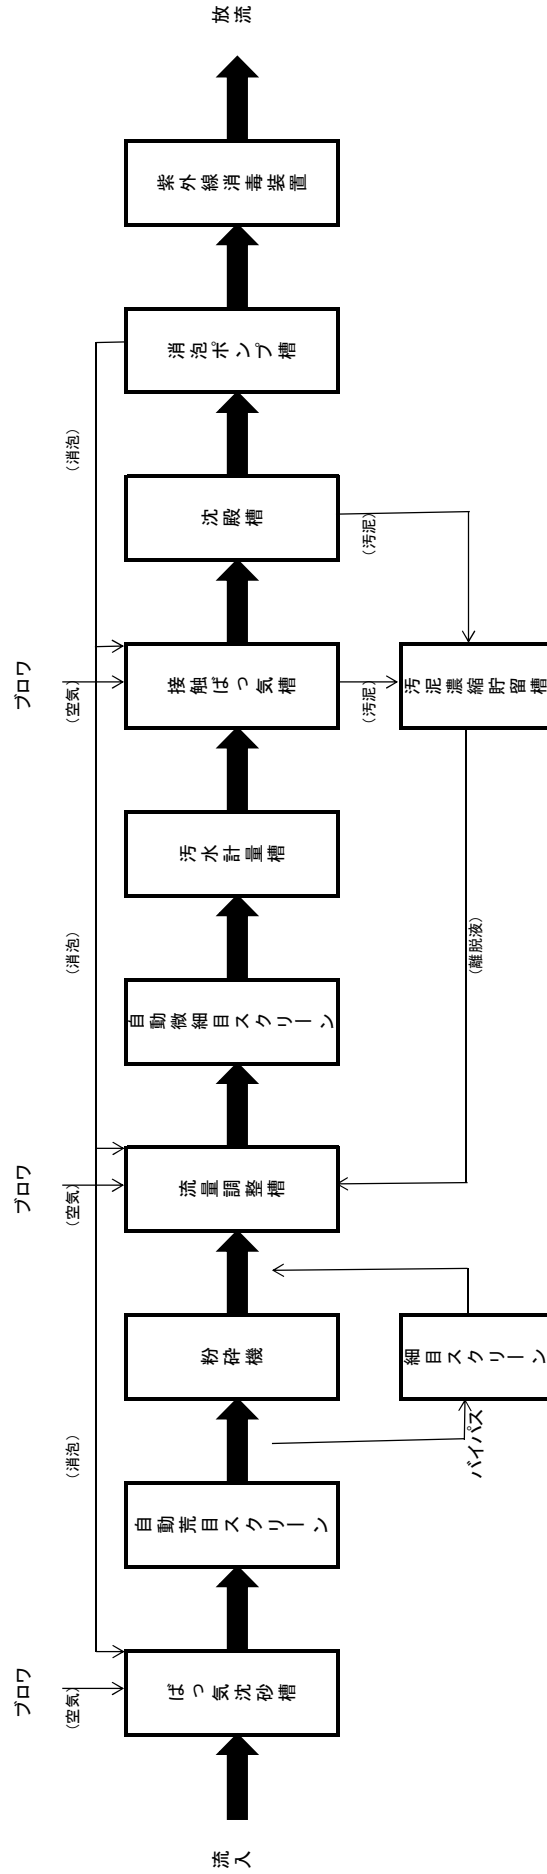 ブロワ
ブロワ
ブロワ
(空気)
(消泡)
(空気)
(消泡)
(空気)
(消泡)
流入
ばっ気沈砂槽
自動荒目スクリーン
粉砕機
流量調整槽
自動微細目スクリーン
汚水計量槽
接触ばっ気槽
沈殿槽
消泡ポンプ槽
紫外線消毒装置
放流
(汚泥)
(汚泥)
バイパス
細目スクリーン
(離脱液)
汚泥濃縮貯留槽